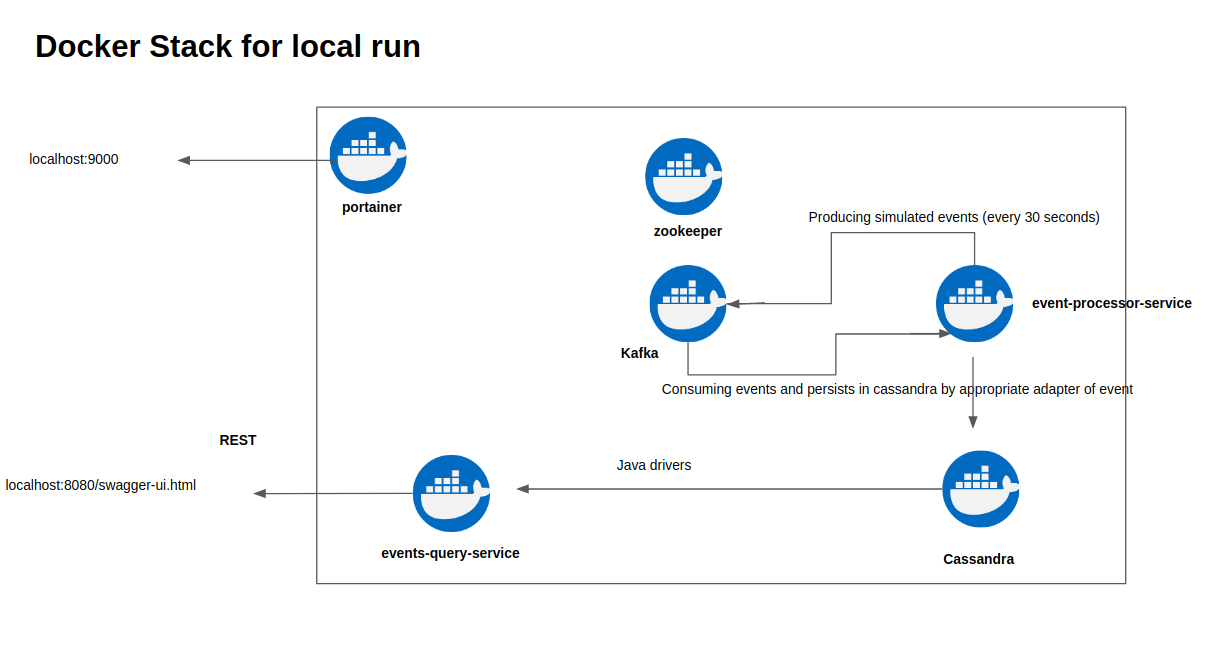 Docker Stack for local run
localhost:9000
portainer
zookeeper
Producing simulated events (every 30 seconds)
event-processor-service
Kafka
Consuming events and persists in cassandra by appropriate adapter of event
REST
Java drivers
localhost:8080/swagger-ui.html
events-query-service
Cassandra